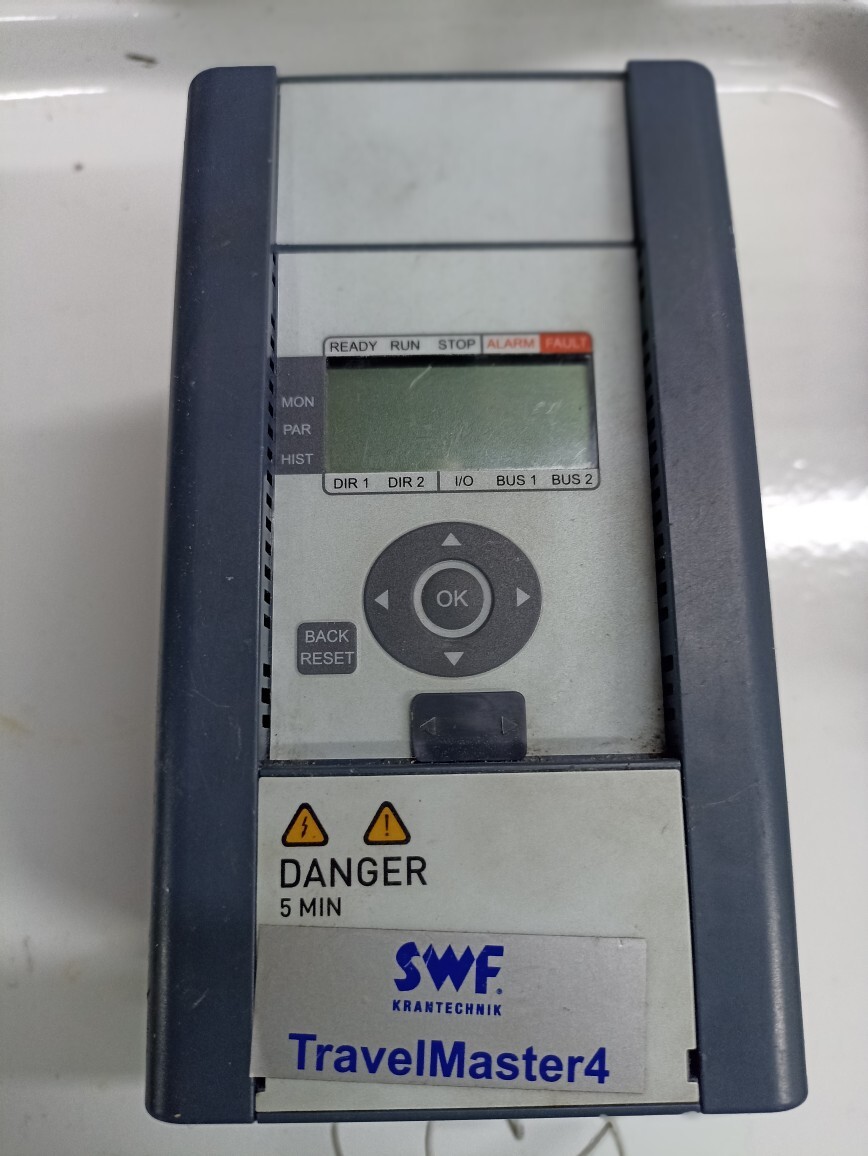 READY RUN STOP ALARM FAULT
MON
PAR
HIST
DIR 1 DIR 2 I/O BUS 1 BUS 2
OK
BACK
RESET
DANGER
5 MIN
SWF
KRANTECHNIK
TravelMaster4